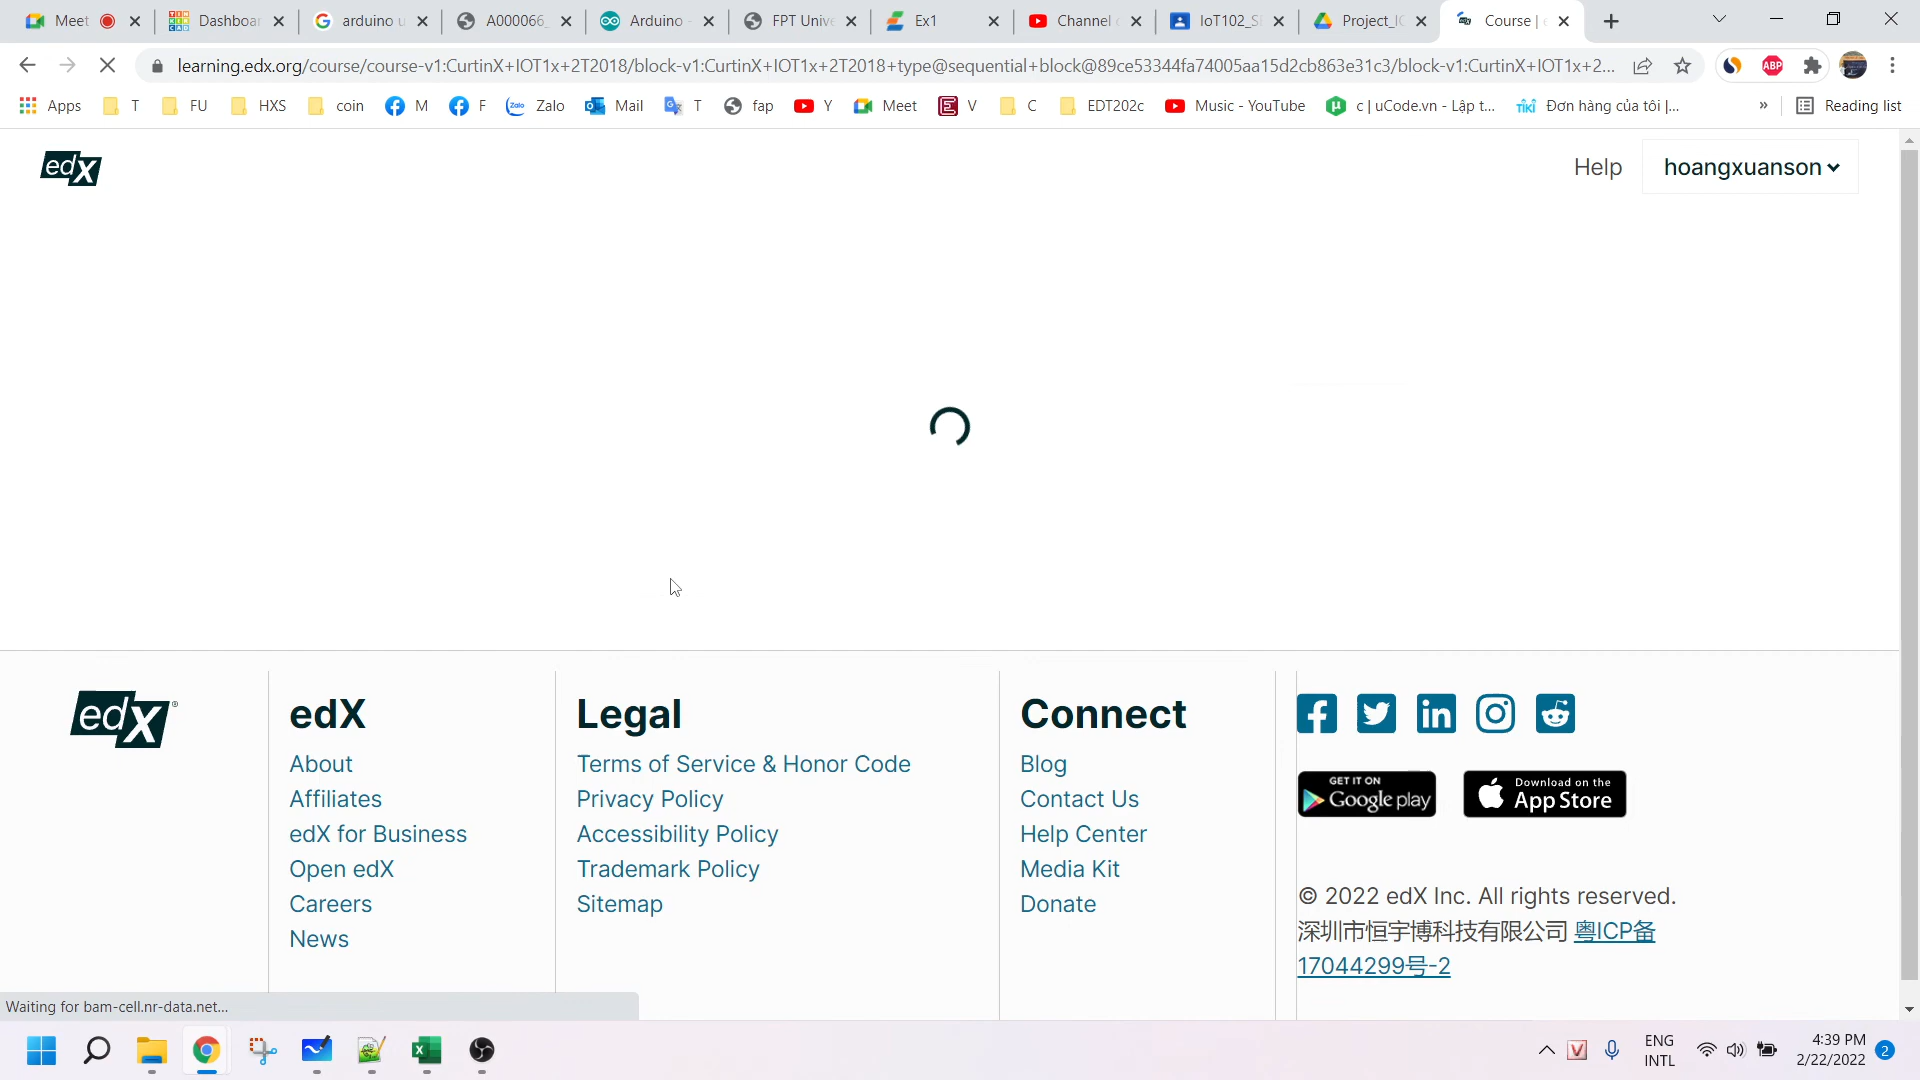 Meet
Dashboar
arduino u
A000066_
Arduino -
FPT Unive
Ex1
Channel
IoT102_S
Project_IC
Course |
learning.edx.org/course/course-v1:CurtinX+IOT1x+2T2018/block-v1:CurtinX+IOT1x+2T2018+type@sequential+block@89ce53344fa74005aa15d2cb863e31c3/block-v1:CurtinX+IOT1x+2...
ABP
Apps
T
FU
HXS
coin
M
F
Zalo
Mail
T
fap
Y
Meet
V
C
EDT202c
Music - YouTube
c | uCode.vn - Lập t...
Đơn hàng của tôi |...
»
Reading list
edX
Help
hoangxuanson
edX
edX
About
Affiliates
edX for Business
Open edX
Careers
News
Legal
Terms of Service & Honor Code
Privacy Policy
Accessibility Policy
Trademark Policy
Sitemap
Connect
Blog
Contact Us
Help Center
Media Kit
Donate
GET IT ON
Google play
Download on the
App Store
© 2022 edX Inc. All rights reserved.
深圳市恒宇博科技有限公司 粤ICP备
17044299号-2
Waiting for bam-cell.nr-data.net...
ENG
INTL
4:39 PM
2/22/2022
2